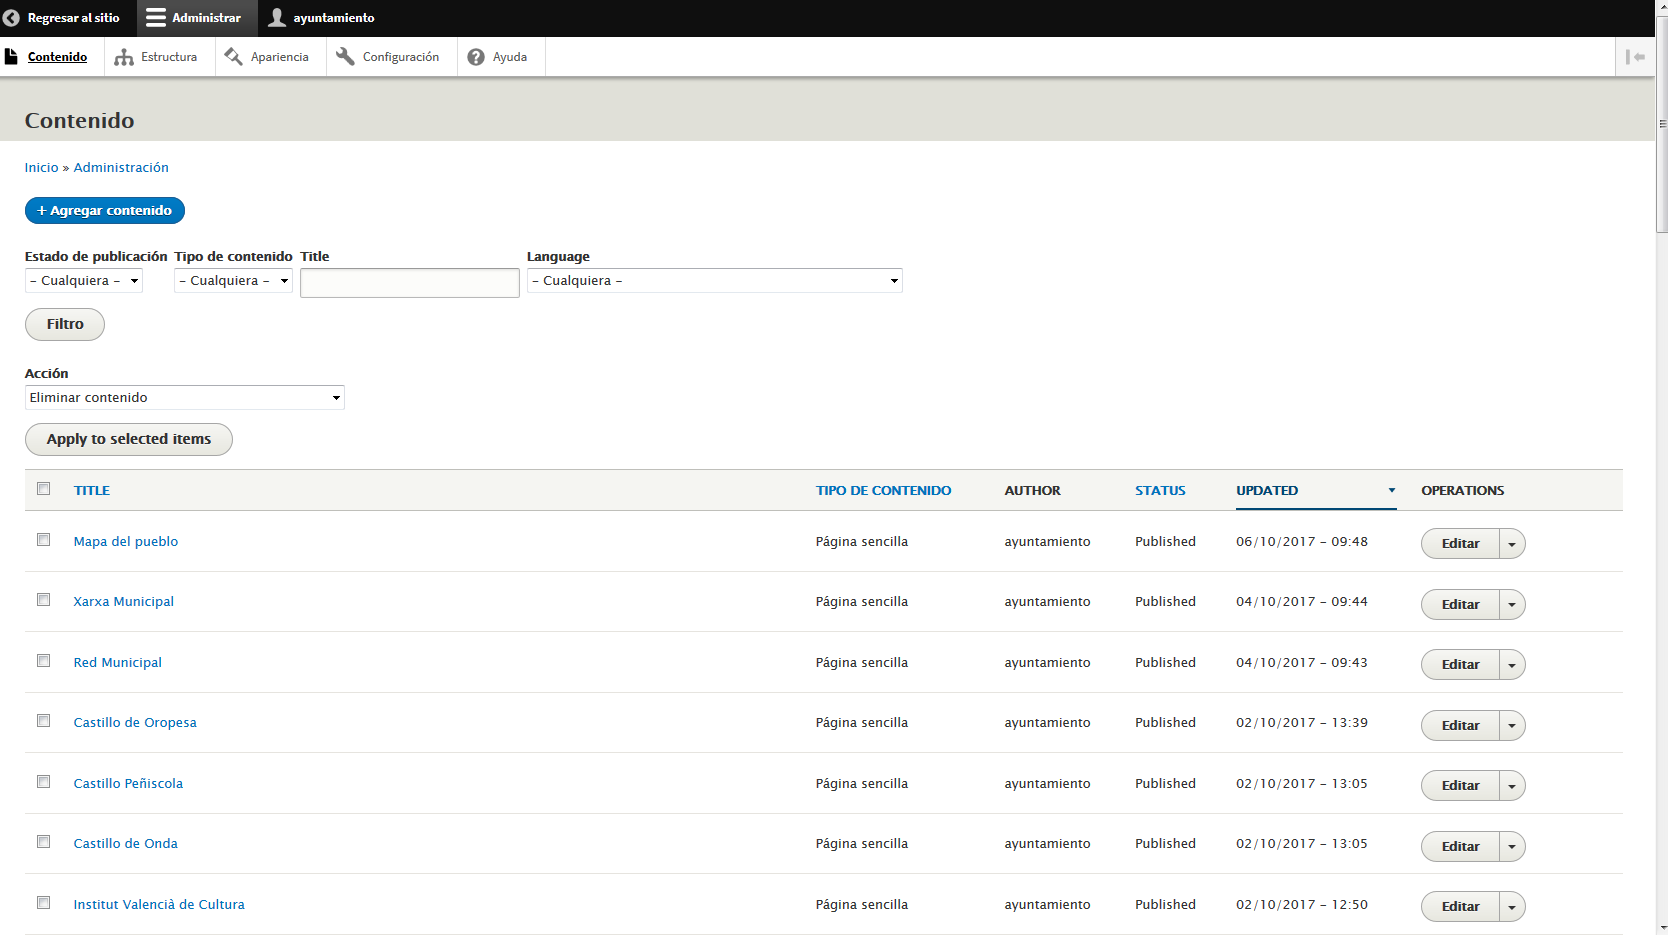 Regresar al sitio Administrar ayuntamiento
Contenido Estructura Apariencia Configuración Ayuda
Contenido
Inicio » Administración
+ Agregar contenido
Estado de publicación Tipo de contenido Title Language
- Cualquiera - - Cualquiera - - Cualquiera -
Filtro
Acción
Eliminar contenido
Apply to selected items
TITLE TIPO DE CONTENIDO AUTHOR STATUS UPDATED OPERATIONS
Mapa del pueblo Página sencilla ayuntamiento Published 06/10/2017 - 09:48 Editar
Xarxa Municipal Página sencilla ayuntamiento Published 04/10/2017 - 09:44 Editar
Red Municipal Página sencilla ayuntamiento Published 04/10/2017 - 09:43 Editar
Castillo de Oropesa Página sencilla ayuntamiento Published 02/10/2017 - 13:39 Editar
Castillo Peñiscola Página sencilla ayuntamiento Published 02/10/2017 - 13:05 Editar
Castillo de Onda Página sencilla ayuntamiento Published 02/10/2017 - 13:05 Editar
Institut Valencià de Cultura Página sencilla ayuntamiento Published 02/10/2017 - 12:50 Editar